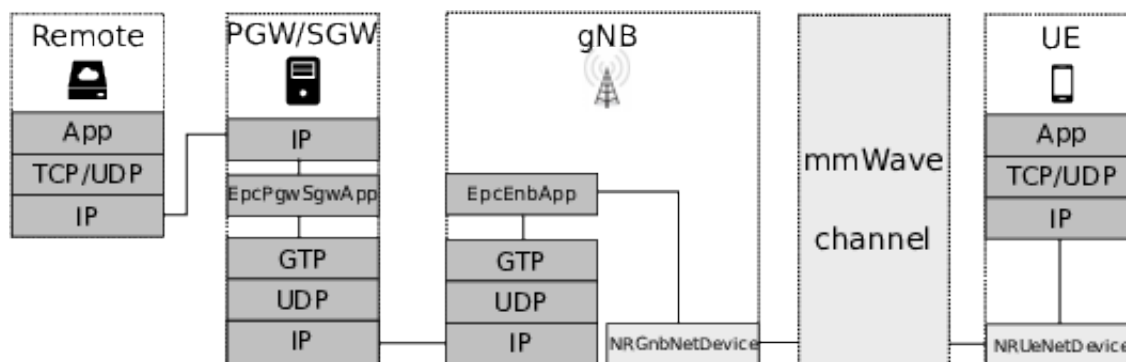 Remote
App
TCP/UDP
IP
PGW/SGW
IP
EpcPgwSgwApp
GTP
UDP
IP
gNB
EpcEnbApp
GTP
UDP
IP
NRGnbNetDevice
mmWave
channel
UE
App
TCP/UDP
IP
NRUeNetDevice